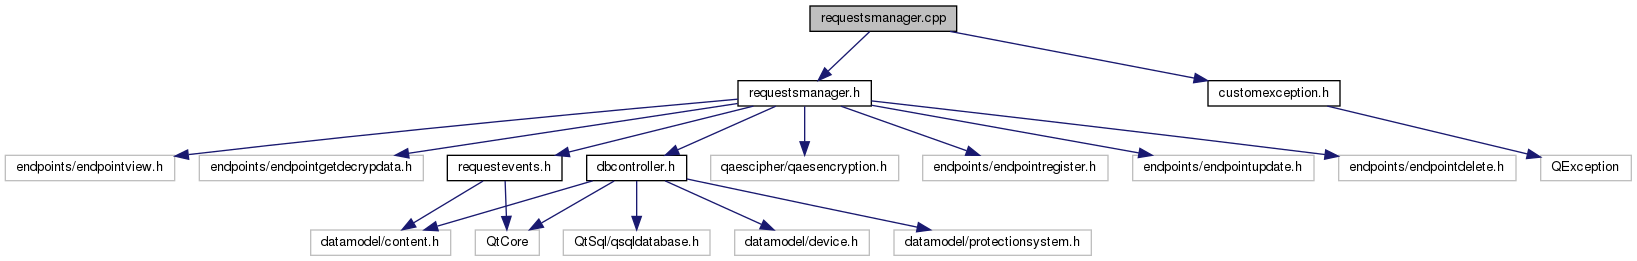 requestsmanager.cpp
requestsmanager.h
customexception.h
endpoints/endpointview.h
endpoints/endpointgetdecrypdata.h
requestevents.h
dbcontroller.h
qaescipher/qaesencryption.h
endpoints/endpointregister.h
endpoints/endpointupdate.h
endpoints/endpointdelete.h
QException
datamodel/content.h
QtCore
QtSql/qsqldatabase.h
datamodel/device.h
datamodel/protectionsystem.h